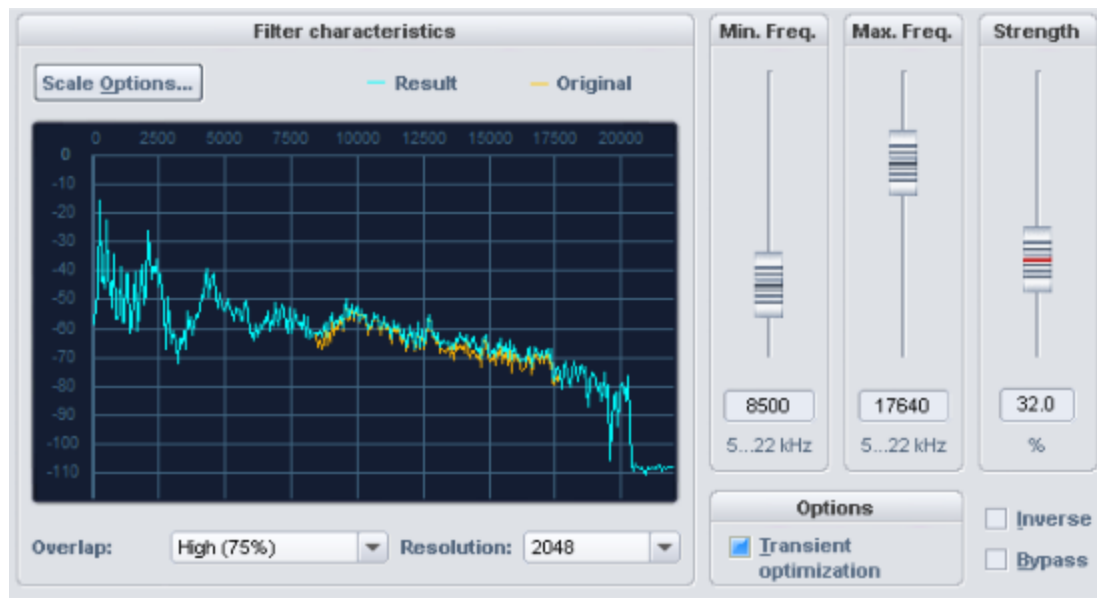 Filter characteristics
Min. Freq.
Max. Freq.
Strength
Scale Options...
Result
Original
0 2500 5000 7500 10000 12500 15000 17500 20000
0
-10
-20
-30
-40
-50
-60
-70
-80
-90
-100
-110
8500
17640
32.0
5...22 kHz
5...22 kHz
%
Overlap:
High (75%)
Resolution:
2048
Options
Transient
optimization
Inverse
Bypass